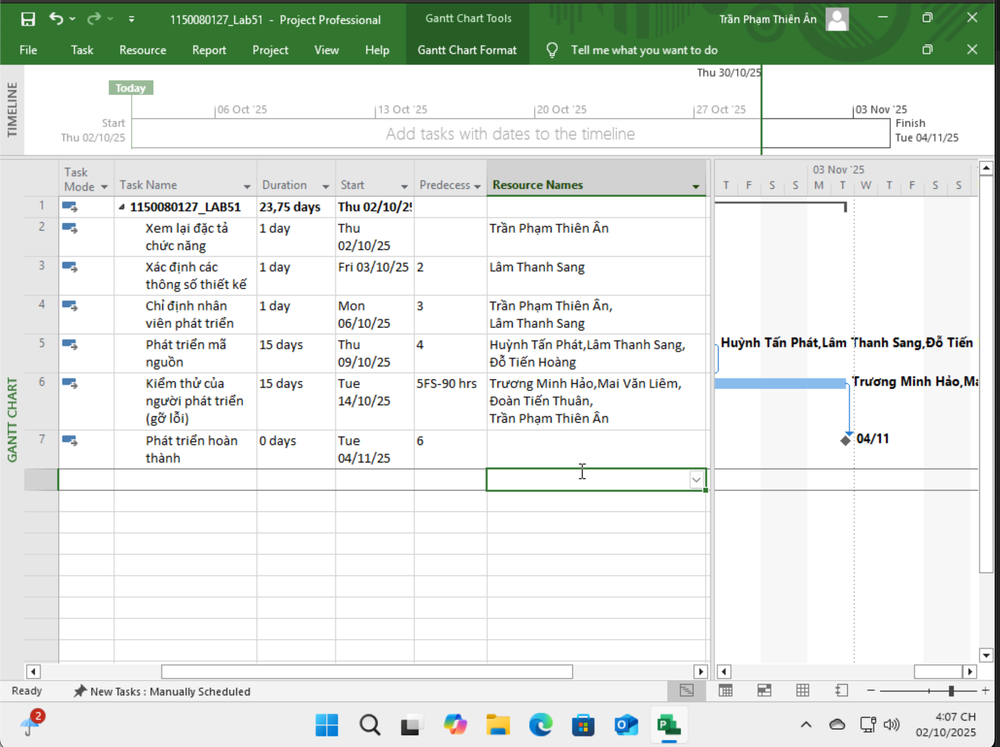 1150080127_Lab51 - Project Professional
Gantt Chart Tools
Trần Phạm Thiên Ân
File Task Resource Report Project View Help Gantt Chart Format Tell me what you want to do
TIMELINE
Thu 30/10/25
Today
06 Oct '25 13 Oct '25 20 Oct '25 27 Oct '25 03 Nov '25
Start
Thu 02/10/25
Add tasks with dates to the timeline
Finish
Tue 04/11/25
GANTT CHART
Task Mode Task Name Duration Start Predecess Resource Names
03 Nov '25
T F S S M T W T F S S
1 1150080127_LAB51 23,75 days Thu 02/10/25
2 Xem lại đặc tả 1 day Thu Trần Phạm Thiên Ân
chức năng 02/10/25
3 Xác định các 1 day Fri 03/10/25 2 Lâm Thanh Sang
thông số thiết kế
4 Chỉ định nhân 1 day Mon 3 Trần Phạm Thiên Ân,
viên phát triển 06/10/25 Lâm Thanh Sang
5 Phát triển mã 15 days Thu 4 Huỳnh Tấn Phát,Lâm Thanh Sang,
nguồn 09/10/25 Đỗ Tiến Hoàng
Huỳnh Tấn Phát,Lâm Thanh Sang,Đỗ Tiến
6 Kiểm thử của 15 days Tue 5FS-90 hrs Trương Minh Hảo,Mai Văn Liêm,
người phát triển 14/10/25 Đoàn Tiến Thuân,
(gỡ lỗi) Trần Phạm Thiên Ân
Trương Minh Hảo,Ma
7 Phát triển hoàn 0 days Tue 6
thành 04/11/25
04/11
Ready New Tasks : Manually Scheduled
2
4:07 CH
02/10/2025